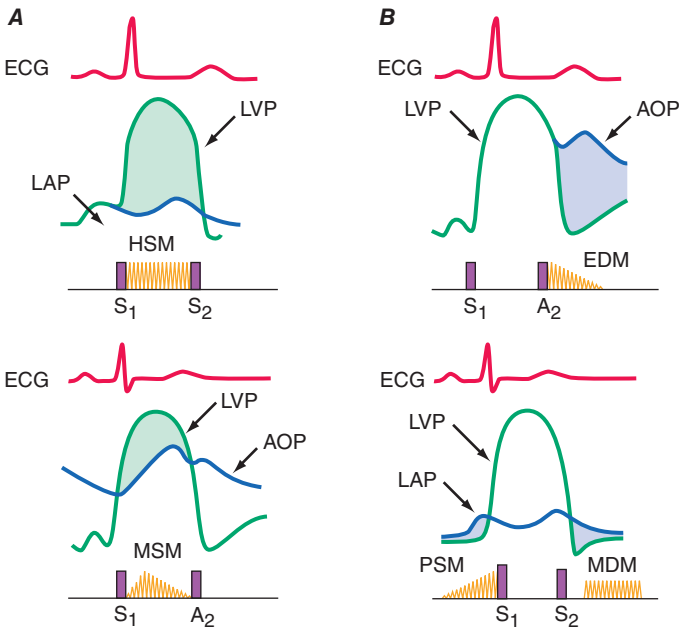 A
ECG
LVP
LAP
HSM
S1
S2
ECG
LVP
AOP
MSM
S1
A2
B
ECG
LVP
AOP
EDM
S1
A2
ECG
LVP
LAP
PSM
MDM
S1
S2